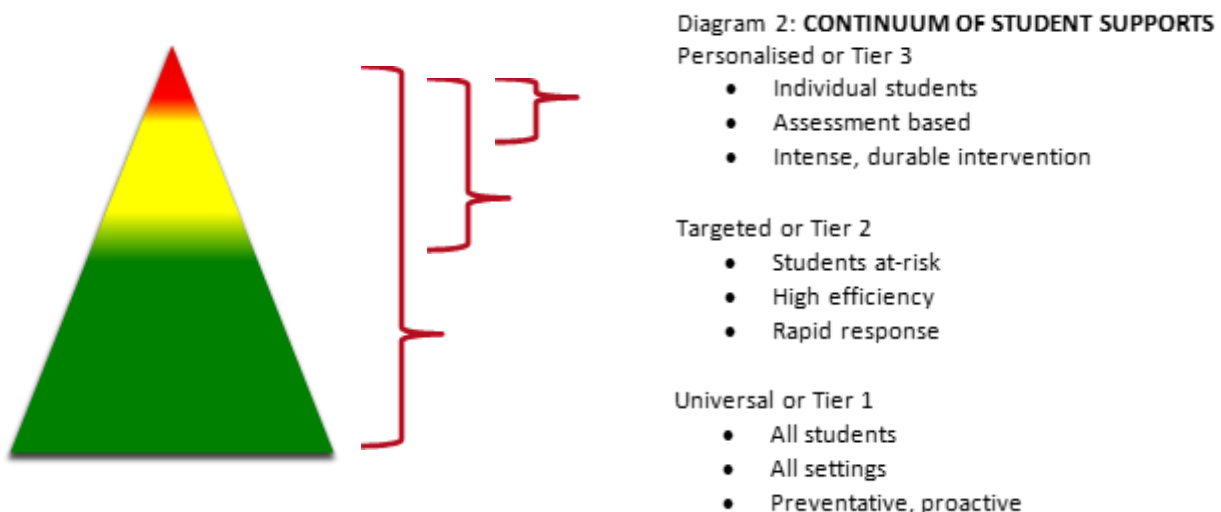 Diagram 2: CONTINUUM OF STUDENT SUPPORTS
Personalised or Tier 3
• Individual students
• Assessment based
• Intense, durable intervention
Targeted or Tier 2
• Students at-risk
• High efficiency
• Rapid response
Universal or Tier 1
• All students
• All settings
• Preventative, proactive